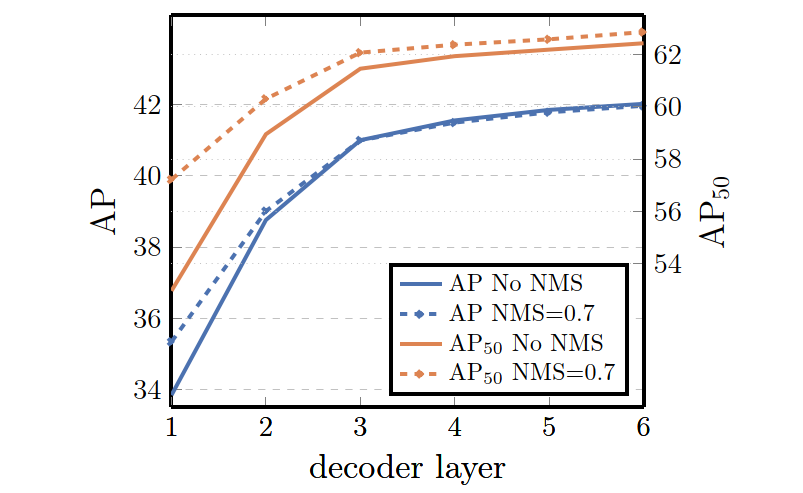 AP
42
40
38
36
34
62
60
58
56
54
AP₅₀
AP No NMS
AP NMS=0.7
AP₅₀ No NMS
AP₅₀ NMS=0.7
1 2 3 4 5 6
decoder layer